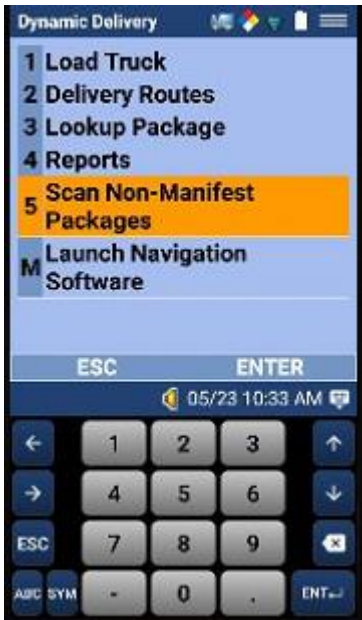 Dynamic Delivery
1 Load Truck
2 Delivery Routes
3 Lookup Package
4 Reports
5 Scan Non-Manifest
Packages
M Launch Navigation
Software
ESC ENTER
05/23 10:33 AM
1 2 3
4 5 6
ESC 7 8 9
ABC SYM - 0 . ENT